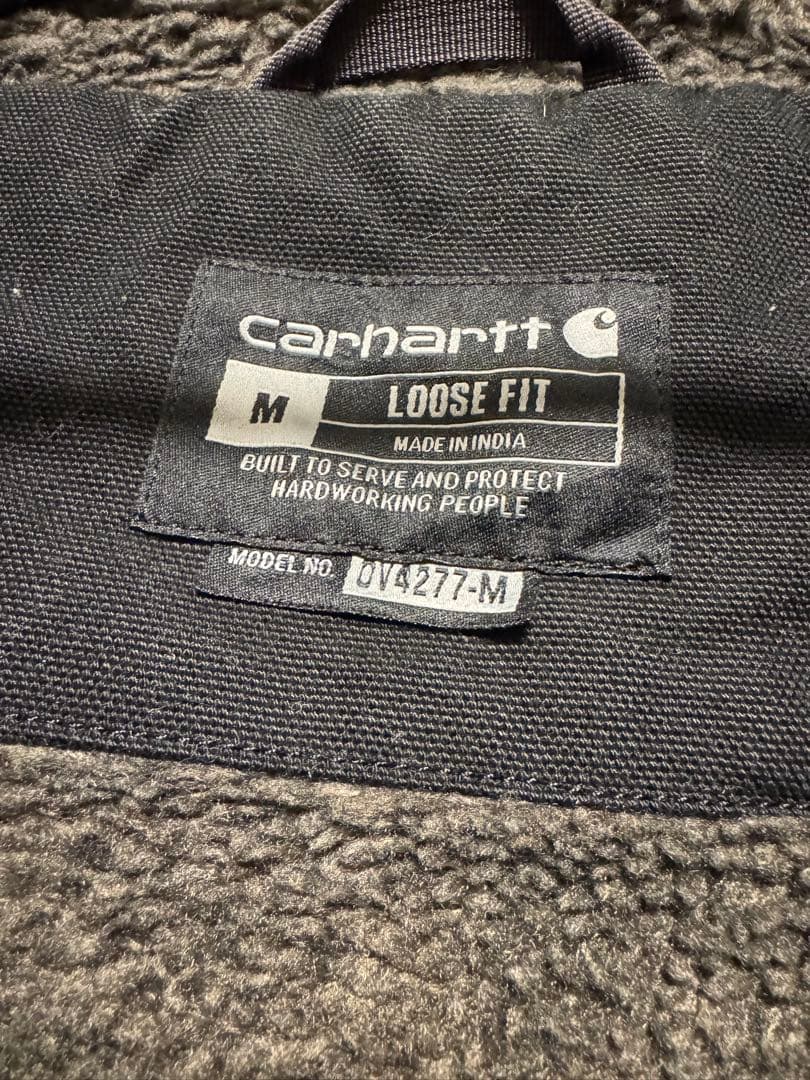 carhartt
M LOOSE FIT
MADE IN INDIA
BUILT TO SERVE AND PROTECT
HARDWORKING PEOPLE
MODEL NO. OV4277-M